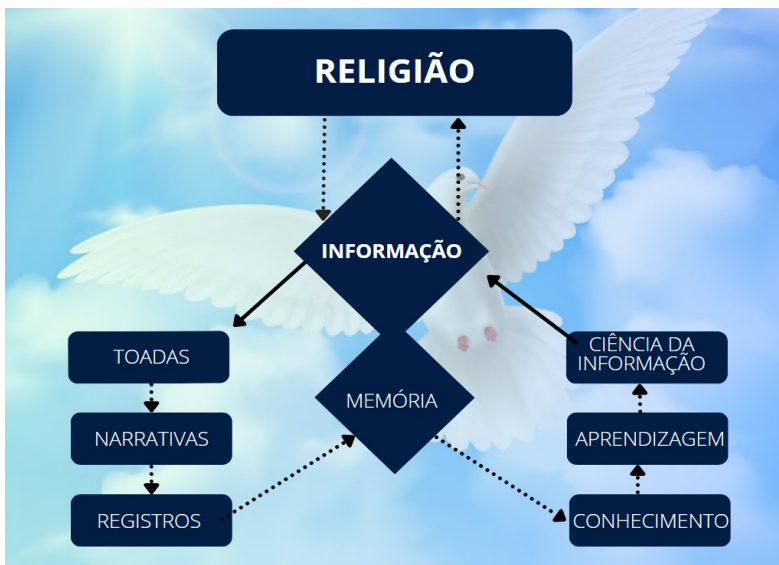 RELIGIÃO
INFORMAÇÃO
TOADAS
NARRATIVAS
REGISTROS
MEMÓRIA
CIÊNCIA DA
INFORMAÇÃO
APRENDIZAGEM
CONHECIMENTO